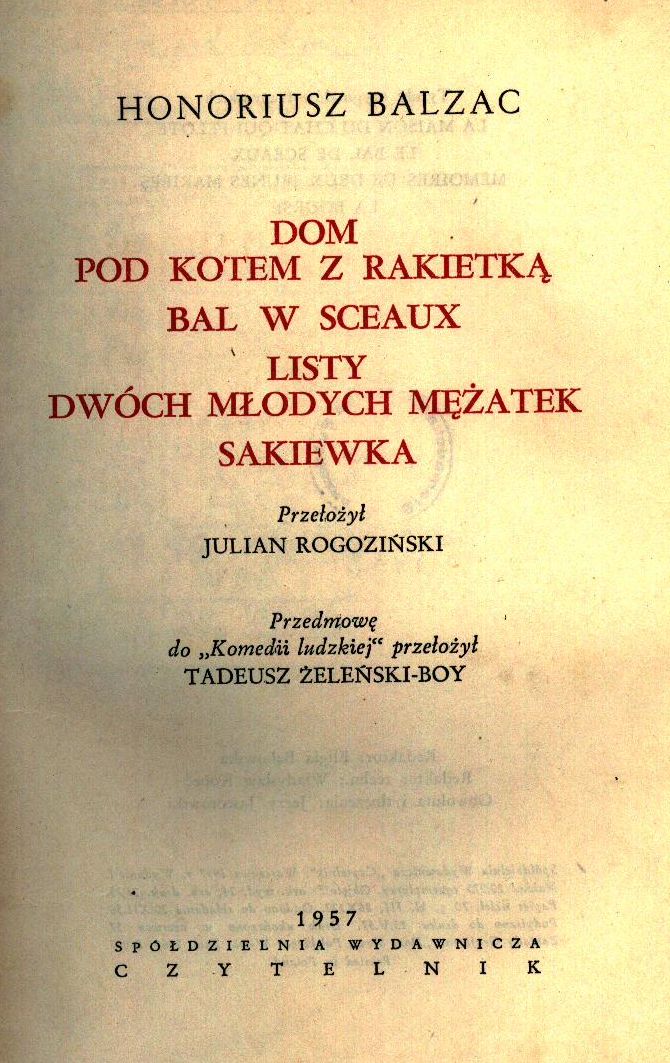 HONORIUSZ BALZAC
DOM
POD KOTEM Z RAKIETKĄ
BAL W SCEAUX
LISTY
DWÓCH MŁODYCH MĘŻATEK
SAKIEWKA
Przełożył
JULIAN ROGOZIŃSKI
Przedmowę
do „Komedii ludzkiej“ przełożył
TADEUSZ ŻELEŃSKI-BOY
1957
SPÓŁDZIELNIA WYDAWNICZA
CZYTELNIK